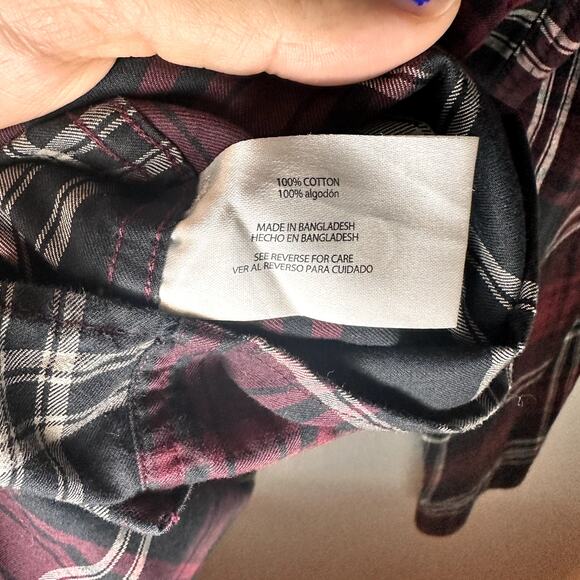 100% COTTON
100% algodón
MADE IN BANGLADESH
HECHO EN BANGLADESH
SEE REVERSE FOR CARE
VER AL REVERSO PARA CUIDADO